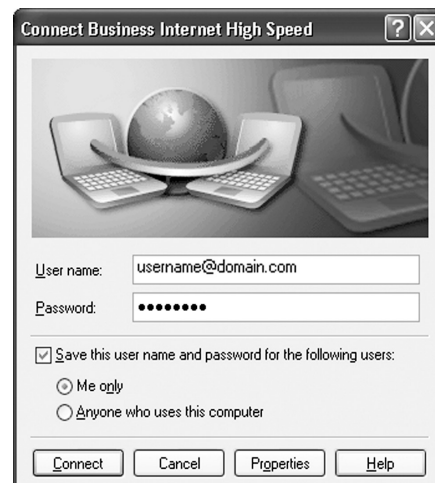 Connect Business Internet High Speed
User name: username@domain.com
Password: ••••••••
Save this user name and password for the following users:
Me only
Anyone who uses this computer
Connect Cancel Properties Help